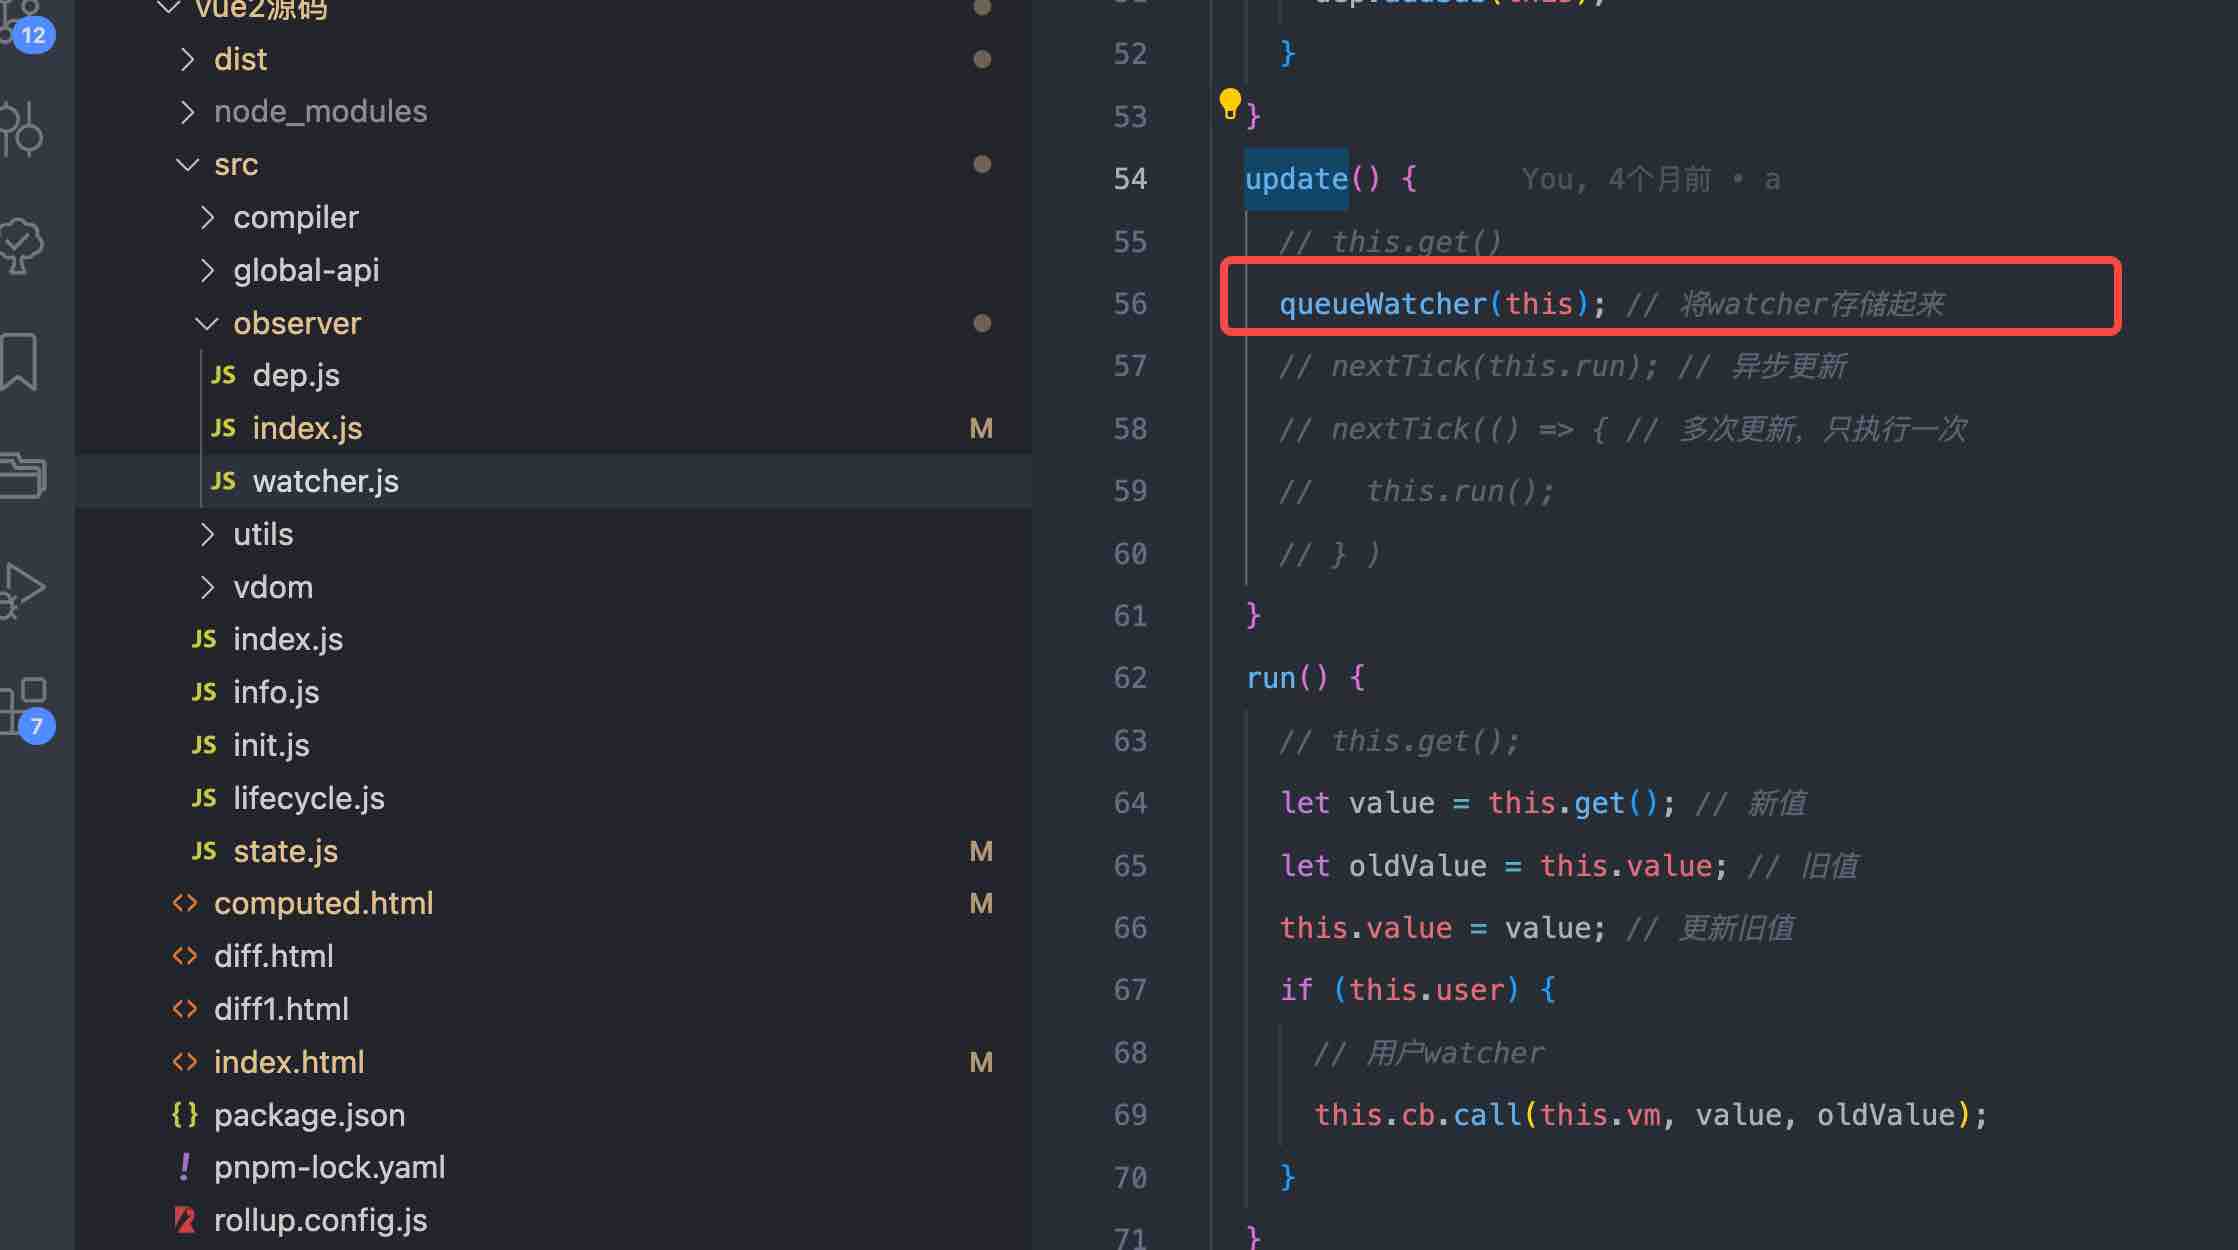 12
vue2源码
dist
node_modules
src
compiler
global-api
observer
JS dep.js
JS index.js M
JS watcher.js
utils
vdom
JS index.js
JS info.js
JS init.js
JS lifecycle.js
7
JS state.js M
<> computed.html M
<> diff.html
<> diff1.html
<> index.html M
{} package.json
! pnpm-lock.yaml
rollup.config.js
52 }
53 }
54 update() { You, 4个月前 • a
55 // this.get()
56 queueWatcher(this); // 将watcher存储起来
57 // nextTick(this.run); // 异步更新
58 // nextTick(() => { // 多次更新，只执行一次
59 //   this.run();
60 // } )
61 }
62 run() {
63 // this.get();
64 let value = this.get(); // 新值
65 let oldValue = this.value; // 旧值
66 this.value = value; // 更新旧值
67 if (this.user) {
68 // 用户watcher
69 this.cb.call(this.vm, value, oldValue);
70 }
71 }